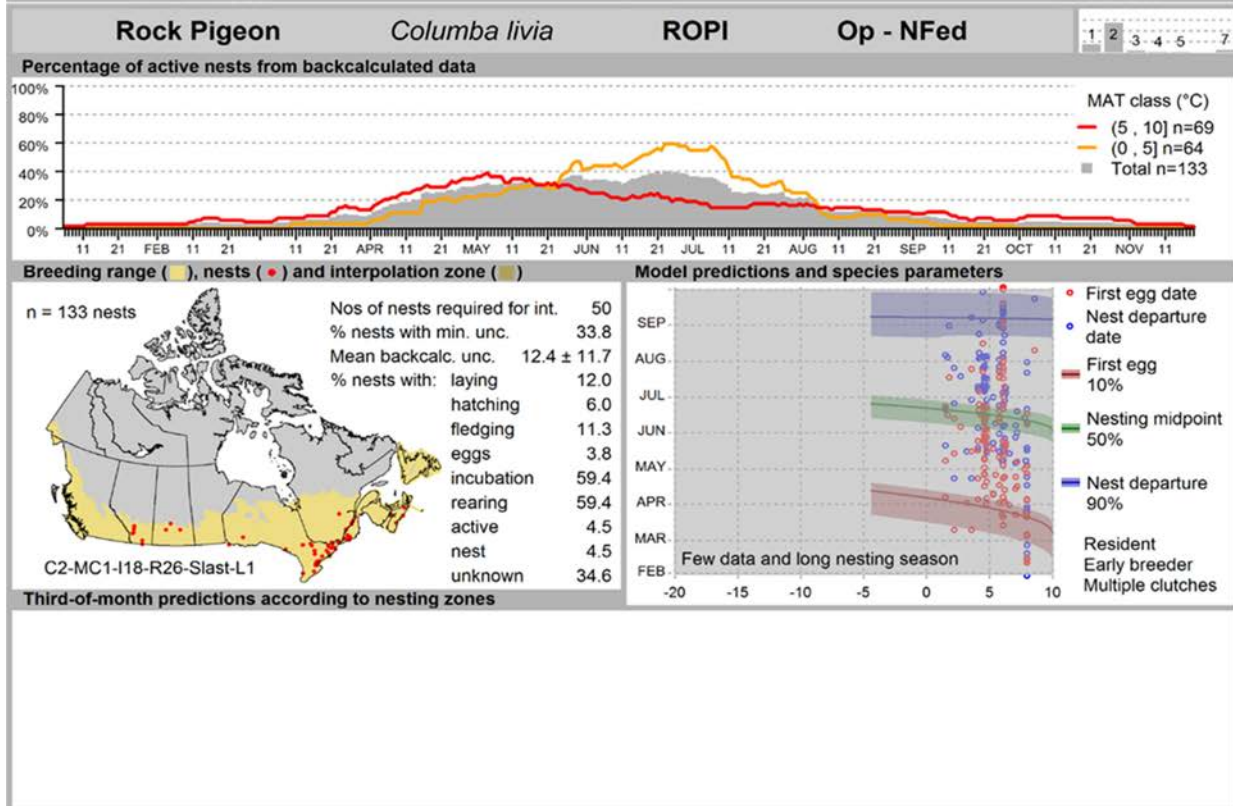 Rock Pigeon Columba livia ROPI Op - NFed
1 2 3 4 5 7
Percentage of active nests from backcalculated data
100%
80%
60%
40%
20%
0%
MAT class (°C)
(5 , 10] n=69
(0 , 5] n=64
Total n=133
11 21 FEB 11 21 11 21 APR 11 21 MAY 11 21 JUN 11 21 JUL 11 21 AUG 11 21 SEP 11 21 OCT 11 21 NOV 11
Breeding range ( ), nests ( ) and interpolation zone ( )
n = 133 nests
Nos of nests required for int. 50
% nests with min. unc. 33.8
Mean backcalc. unc. 12.4 ± 11.7
% nests with: laying 12.0
hatching 6.0
fledging 11.3
eggs 3.8
incubation 59.4
rearing 59.4
active 4.5
nest 4.5
unknown 34.6
C2-MC1-I18-R26-Slast-L1
Model predictions and species parameters
SEP
AUG
JUL
JUN
MAY
APR
MAR
FEB
Few data and long nesting season
-20 -15 -10 -5 0 5 10
First egg date
Nest departure
date
First egg
10%
Nesting midpoint
50%
Nest departure
90%
Resident
Early breeder
Multiple clutches
Third-of-month predictions according to nesting zones